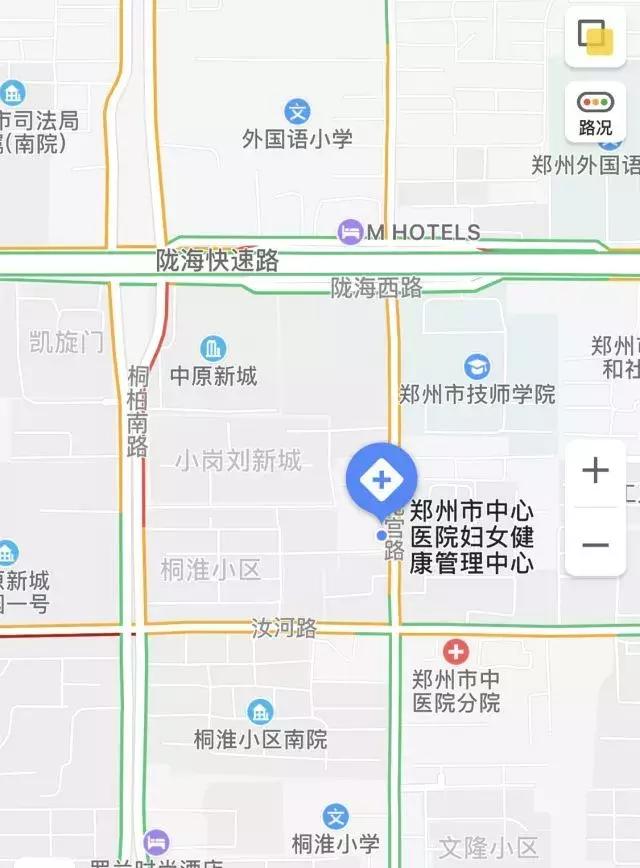 路况
市司法局
(南院)
外国语小学
郑州外国语
M HOTELS
陇海快速路
陇海西路
凯旋门
中原新城
郑州市技师学院
和社
桐柏南路
小岗刘新城
郑州市中心
医院妇女健
康管理中心
宫路
桐淮小区
原新城
一号
汝河路
郑州市中
医院分院
桐淮小区南院
桐淮小学
文隆小区